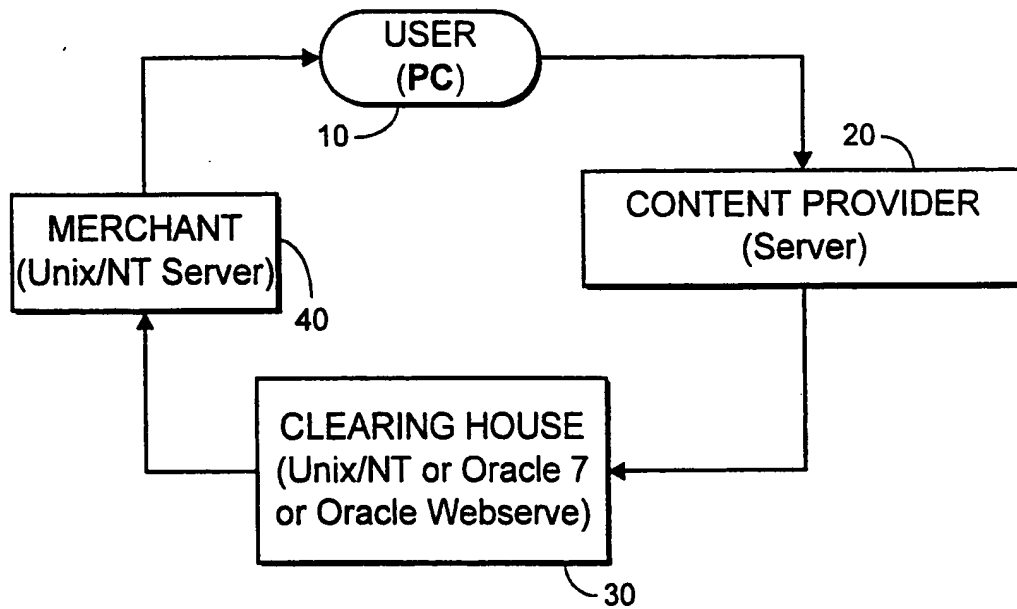 USER
(PC)
10
20
CONTENT PROVIDER
(Server)
MERCHANT
(Unix/NT Server)
40
CLEARING HOUSE
(Unix/NT or Oracle 7
or Oracle Webserve)
30